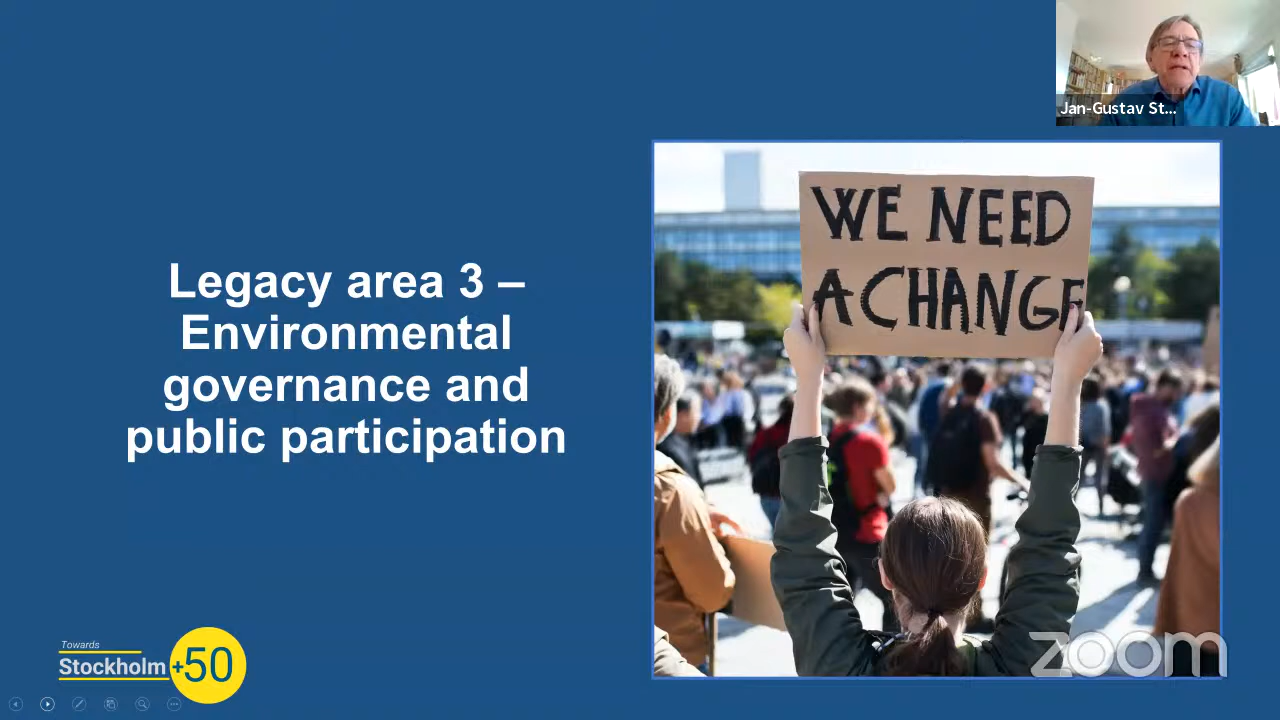 Jan-Gustav St...
WE NEED
A CHANGE
Legacy area 3 –
Environmental
governance and
public participation
Towards
Stockholm+50
zoom